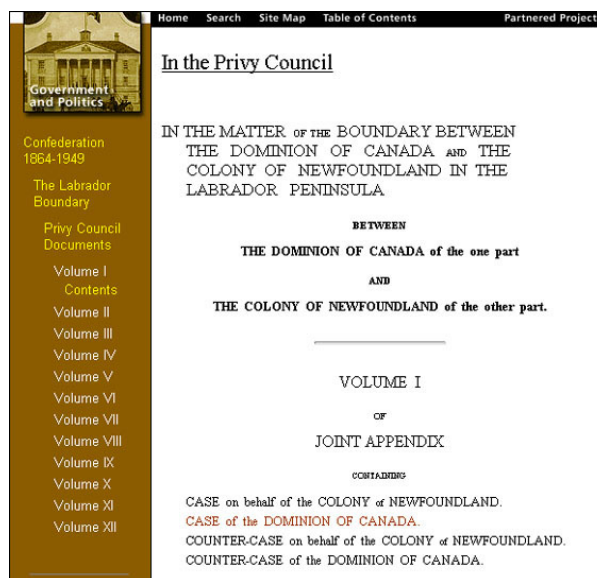 Home Search Site Map Table of Contents Partnered Project
Government
and Politics
Confederation
1864-1949
The Labrador
Boundary
Privy Council
Documents
Volume I
Contents
Volume II
Volume III
Volume IV
Volume V
Volume VI
Volume VII
Volume VIII
Volume IX
Volume X
Volume XI
Volume XII
In the Privy Council
IN THE MATTER OF THE BOUNDARY BETWEEN
THE DOMINION OF CANADA AND THE
COLONY OF NEWFOUNDLAND IN THE
LABRADOR PENINSULA
BETWEEN
THE DOMINION OF CANADA of the one part
AND
THE COLONY OF NEWFOUNDLAND of the other part.
VOLUME I
OF
JOINT APPENDIX
CONTAINING
CASE on behalf of the COLONY of NEWFOUNDLAND.
CASE of the DOMINION OF CANADA.
COUNTER-CASE on behalf of the COLONY of NEWFOUNDLAND.
COUNTER-CASE of the DOMINION OF CANADA.